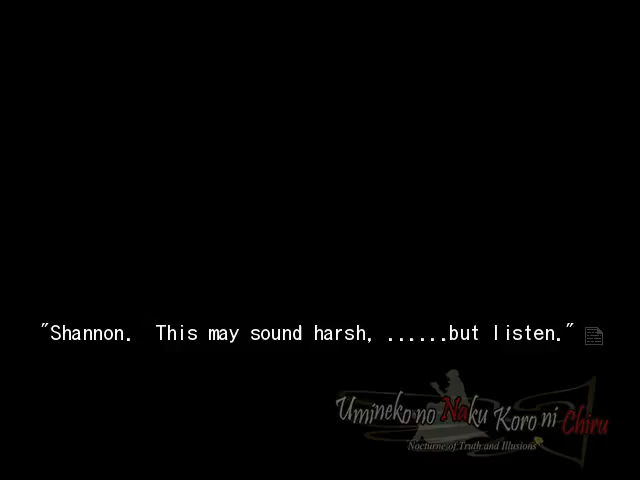 "Shannon.  This may sound harsh, ......but listen."
Umineko no Naku Koro ni Chiru
Nocturne of Truth and Illusions